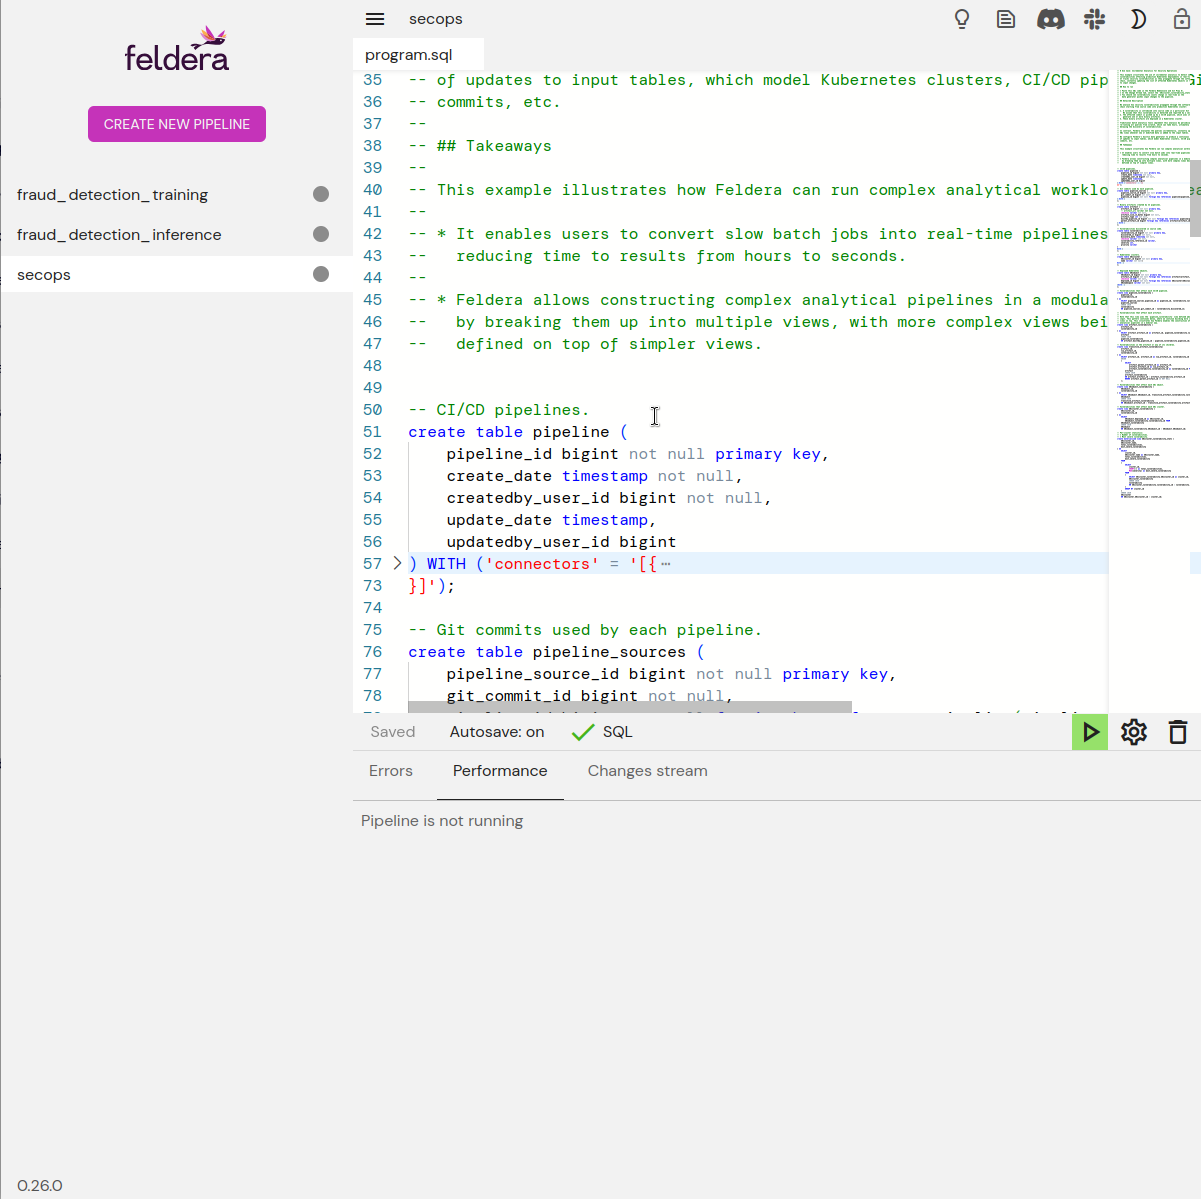 feldera
CREATE NEW PIPELINE
fraud_detection_training
fraud_detection_inference
secops
0.26.0
secops
program.sql
35 -- of updates to input tables, which model Kubernetes clusters, CI/CD pip
36 -- commits, etc.
37 --
38 -- ## Takeaways
39 --
40 -- This example illustrates how Feldera can run complex analytical worklo
41 --
42 -- * It enables users to convert slow batch jobs into real-time pipelines
43 --   reducing time to results from hours to seconds.
44 --
45 -- * Feldera allows constructing complex analytical pipelines in a modula
46 --   by breaking them up into multiple views, with more complex views bei
47 --   defined on top of simpler views.
48
49
50 -- CI/CD pipelines.
51 create table pipeline (
52     pipeline_id bigint not null primary key,
53     create_date timestamp not null,
54     createdby_user_id bigint not null,
55     update_date timestamp,
56     updatedby_user_id bigint
57 ) WITH ('connectors' = '[{⋯
73 }]');
74
75 -- Git commits used by each pipeline.
76 create table pipeline_sources (
77     pipeline_source_id bigint not null primary key,
78     git_commit_id bigint not null,
Saved
Autosave: on
SQL
Errors
Performance
Changes stream
Pipeline is not running